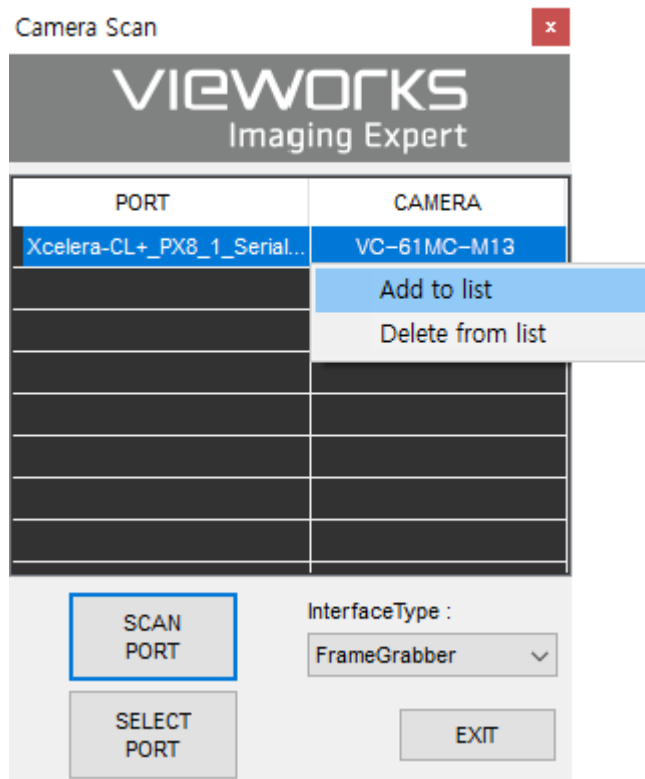 Camera Scan
x
VIEWORKS
Imaging Expert
PORT CAMERA
Xcelera-CL+_PX8_1_Serial... VC-61MC-M13
Add to list
Delete from list
SCAN
PORT
InterfaceType :
FrameGrabber
SELECT
PORT
EXIT